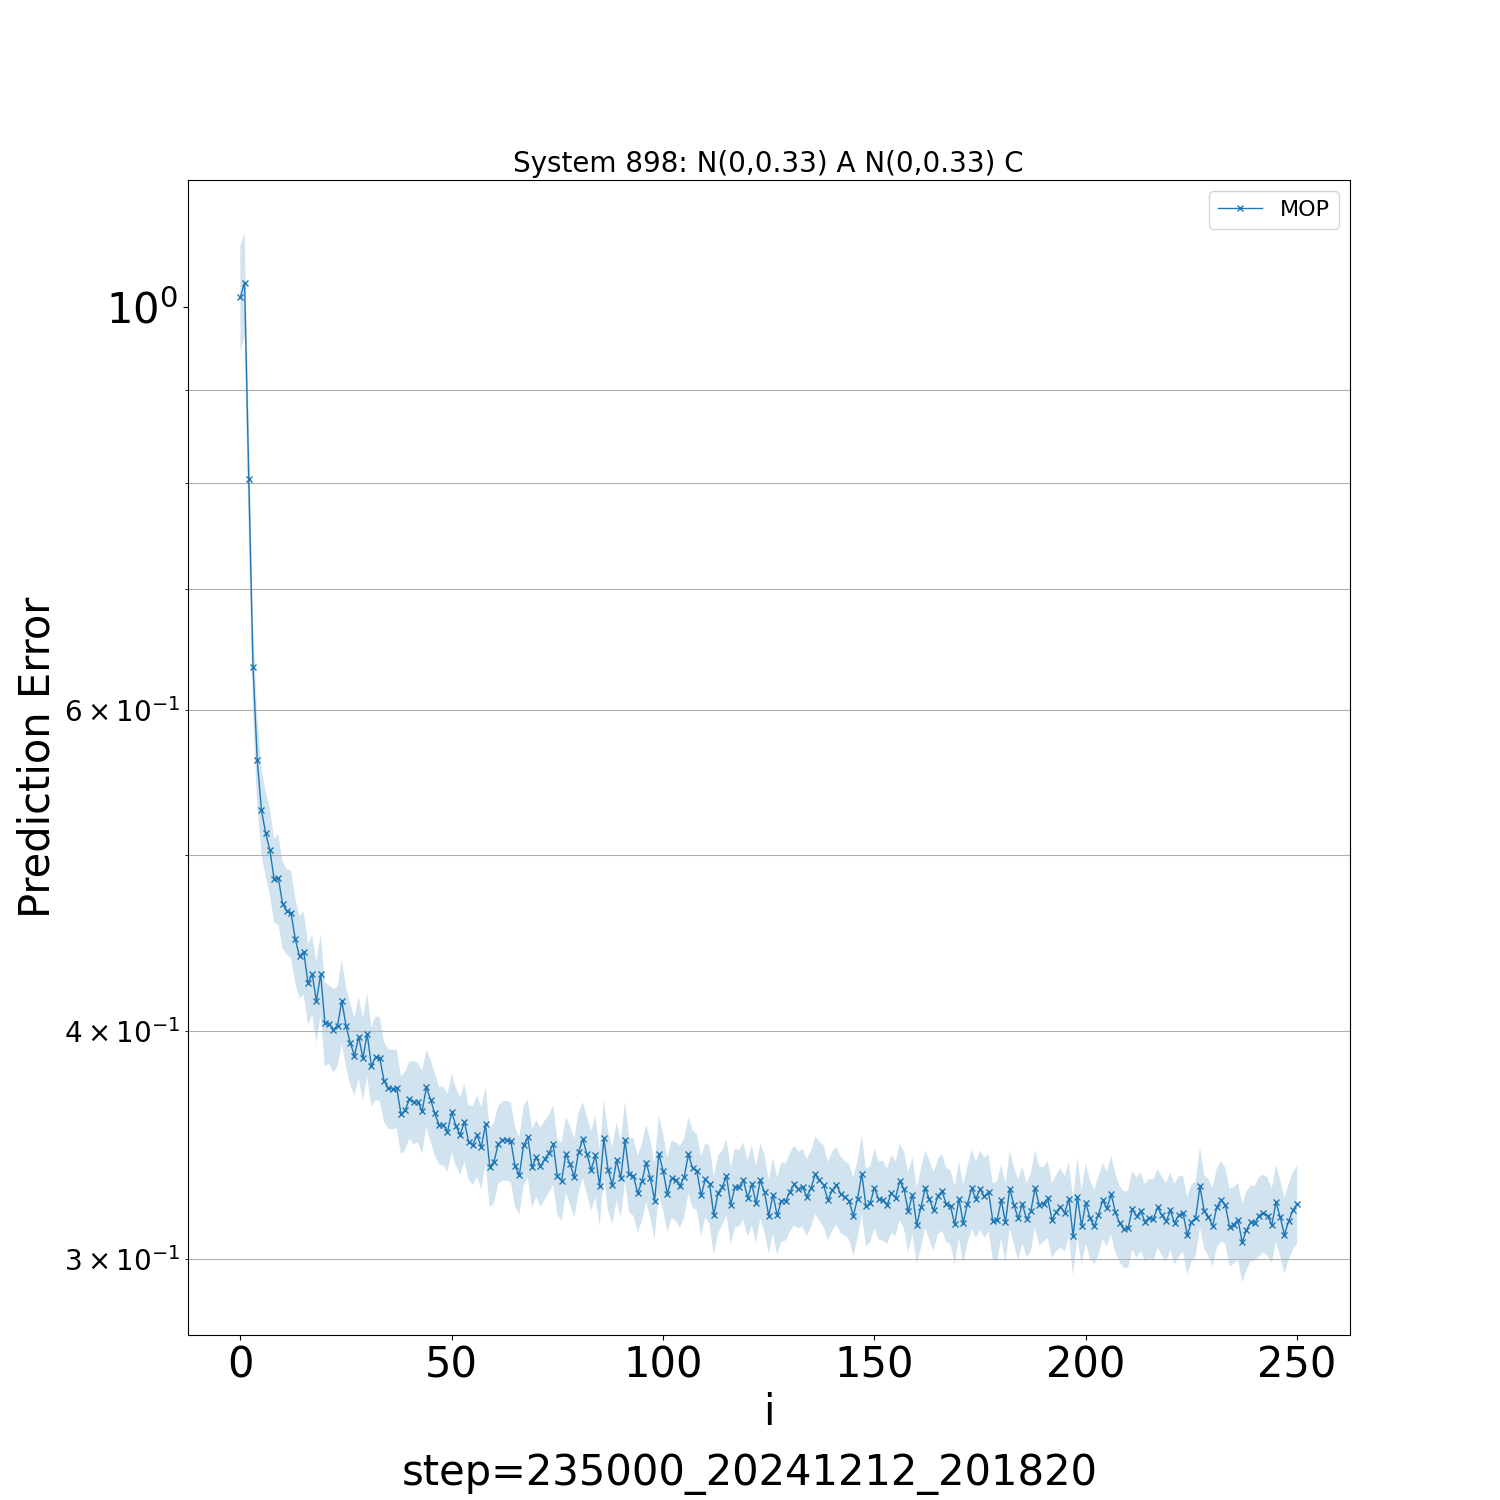 System 898: N(0,0.33) A N(0,0.33) C
MOP
10⁰
6 × 10⁻¹
4 × 10⁻¹
3 × 10⁻¹
Prediction Error
0 50 100 150 200 250
i
step=235000_20241212_201820